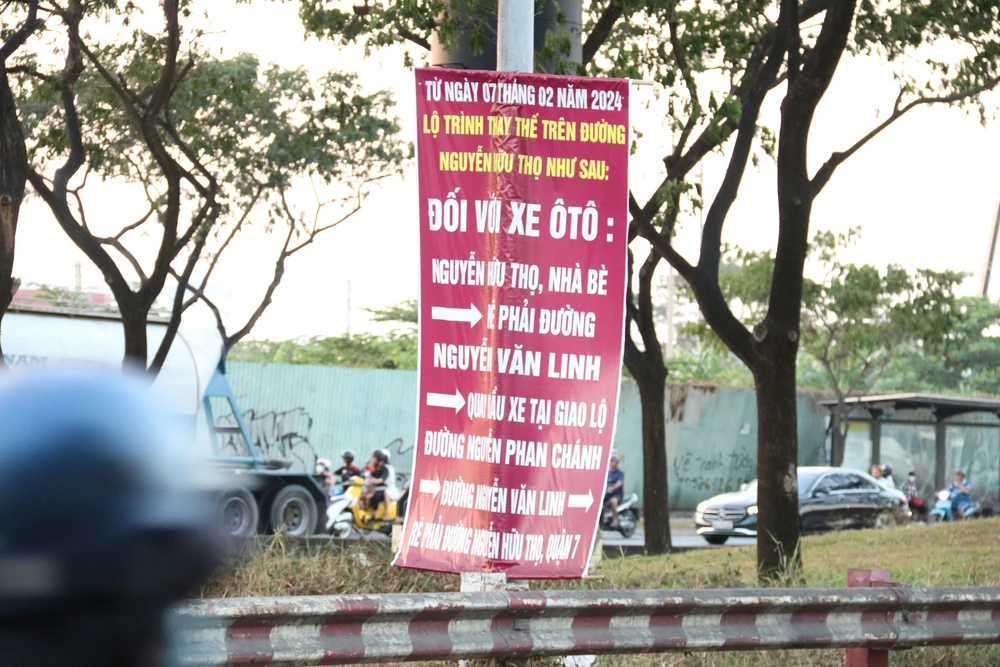 TỪ NGÀY 07 THÁNG 02 NĂM 2024
LỘ TRÌNH THAY THẾ TRÊN ĐƯỜNG
NGUYỄN HỮU THỌ NHƯ SAU:
ĐỐI VỚI XE ÔTÔ :
NGUYỄN HỮU THỌ, NHÀ BÈ
→ RẼ PHẢI ĐƯỜNG
NGUYỄN VĂN LINH
→ QUAY ĐẦU XE TẠI GIAO LỘ
ĐƯỜNG NGUYỄN PHAN CHÁNH
→ ĐƯỜNG NGUYỄN VĂN LINH →
RẼ PHẢI ĐƯỜNG NGUYỄN HỮU THỌ, QUẬN 7
NAM